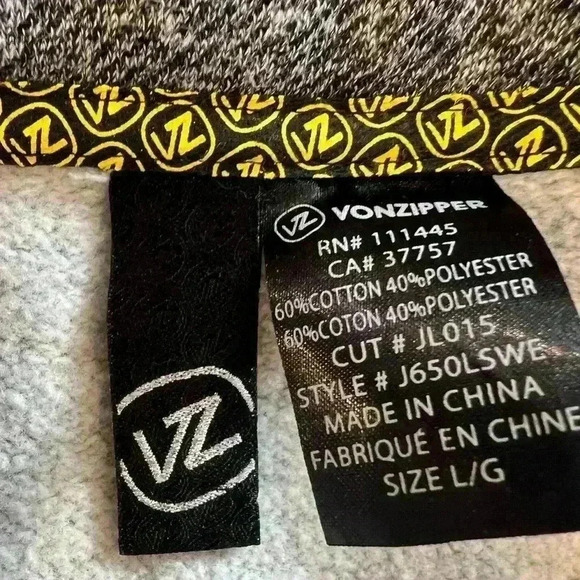 VZ VONZIPPER
RN# 111445
CA# 37757
60%COTTON 40%POLYESTER
60%COTON 40%POLYESTER
CUT # JL015
STYLE # J650LSWE
MADE IN CHINA
FABRIQUÉ EN CHINE
SIZE L/G
VZ